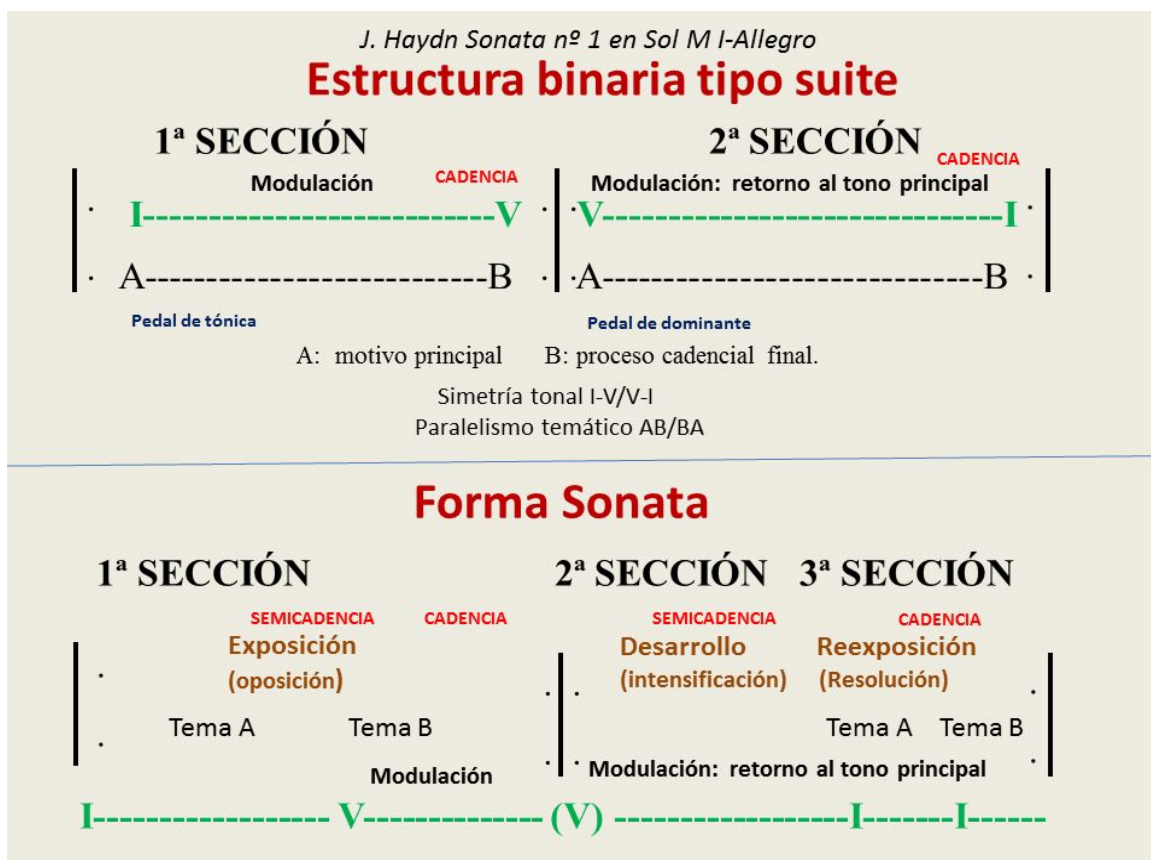 J. Haydn Sonata nº 1 en Sol M I-Allegro
Estructura binaria tipo suite
1ª SECCIÓN 2ª SECCIÓN
CADENCIA
Modulación CADENCIA Modulación: retorno al tono principal
I---------------------------V V-------------------------------I
A--------------------------B A-----------------------------B
Pedal de tónica Pedal de dominante
A: motivo principal B: proceso cadencial final.
Simetría tonal I-V/V-I
Paralelismo temático AB/BA
Forma Sonata
1ª SECCIÓN 2ª SECCIÓN 3ª SECCIÓN
SEMICADENCIA CADENCIA SEMICADENCIA CADENCIA
Exposición Desarrollo Reexposición
(oposición) (intensificación) (Resolución)
Tema A Tema B Tema A Tema B
Modulación Modulación: retorno al tono principal
I------------------ V-------------- (V) ------------------I-------I------